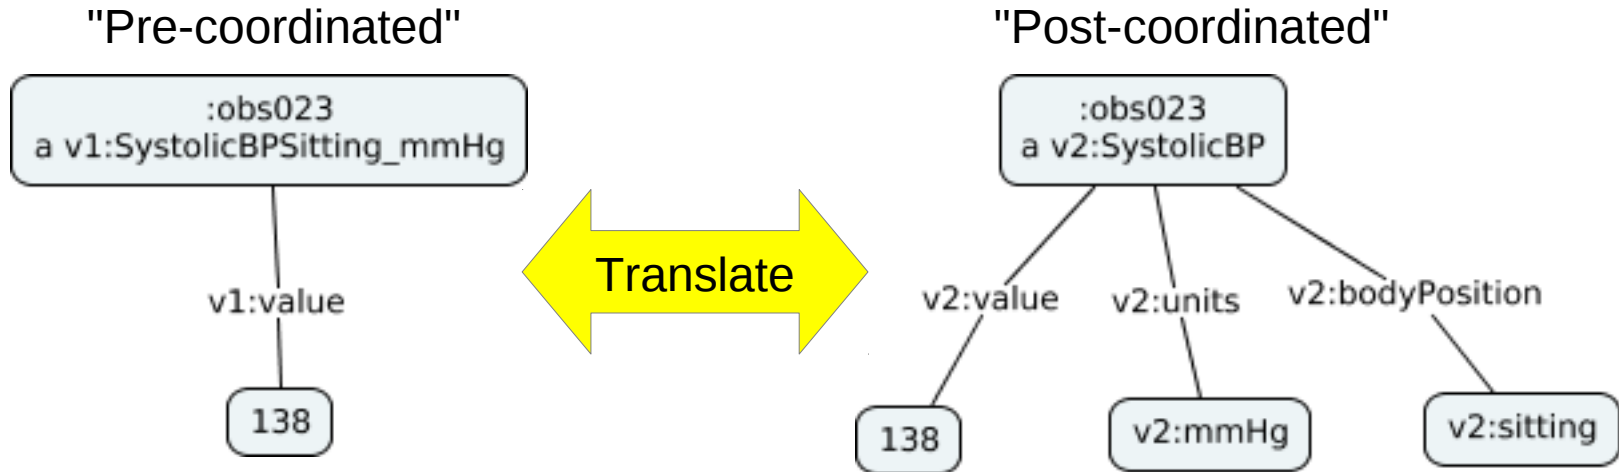 "Pre-coordinated"
:obs023
a v1:SystolicBPSitting_mmHg
v1:value
138
Translate
"Post-coordinated"
:obs023
a v2:SystolicBP
v2:value
v2:units
v2:bodyPosition
138
v2:mmHg
v2:sitting